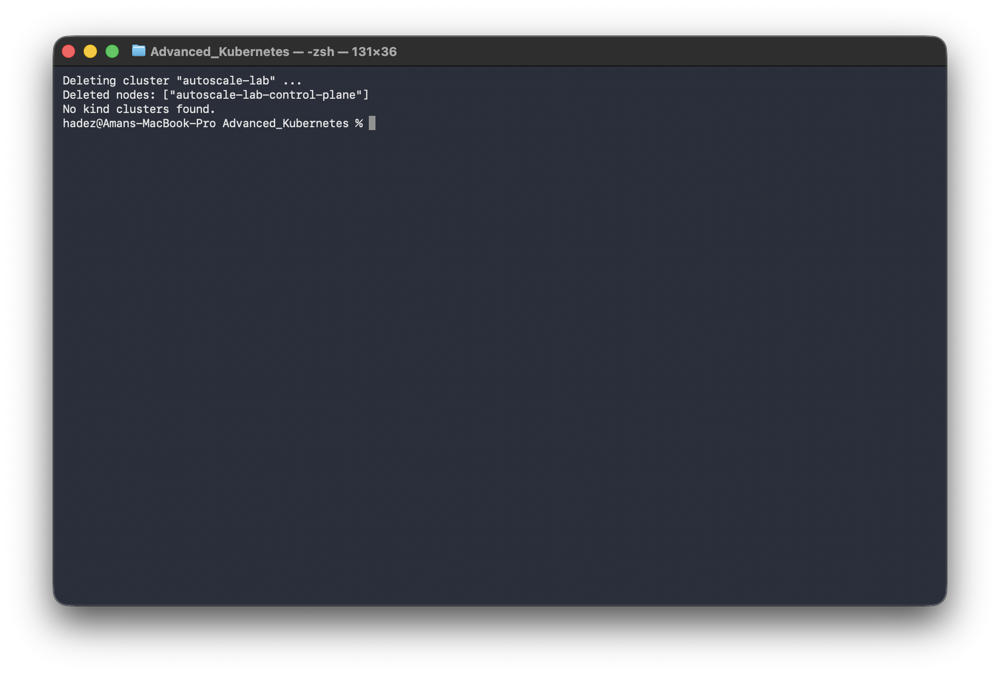 Advanced_Kubernetes — -zsh — 131×36
Deleting cluster "autoscale-lab" ...
Deleted nodes: ["autoscale-lab-control-plane"]
No kind clusters found.
hadez@Amans-MacBook-Pro Advanced_Kubernetes %